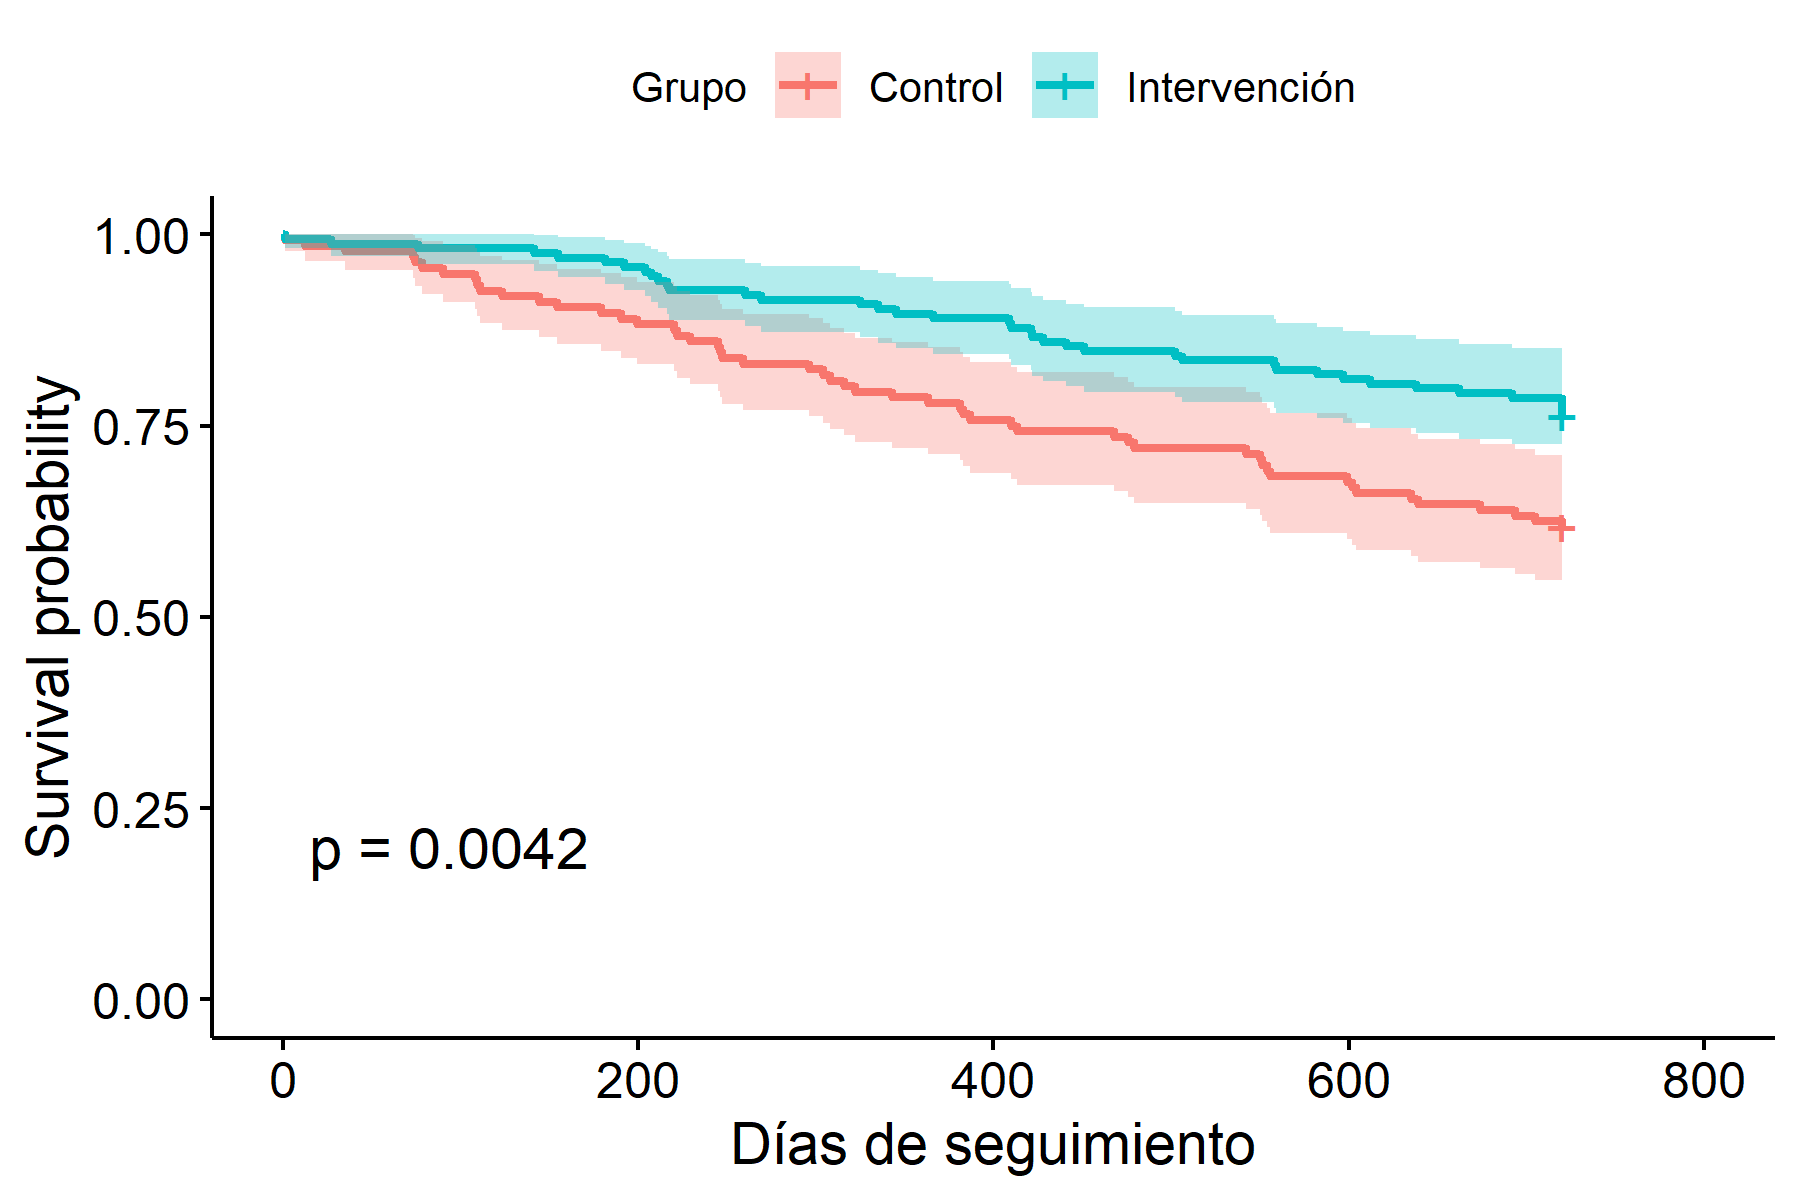 Grupo Control Intervención
Survival probability
1.00
0.75
0.50
0.25
0.00
p = 0.0042
0 200 400 600 800
Días de seguimiento